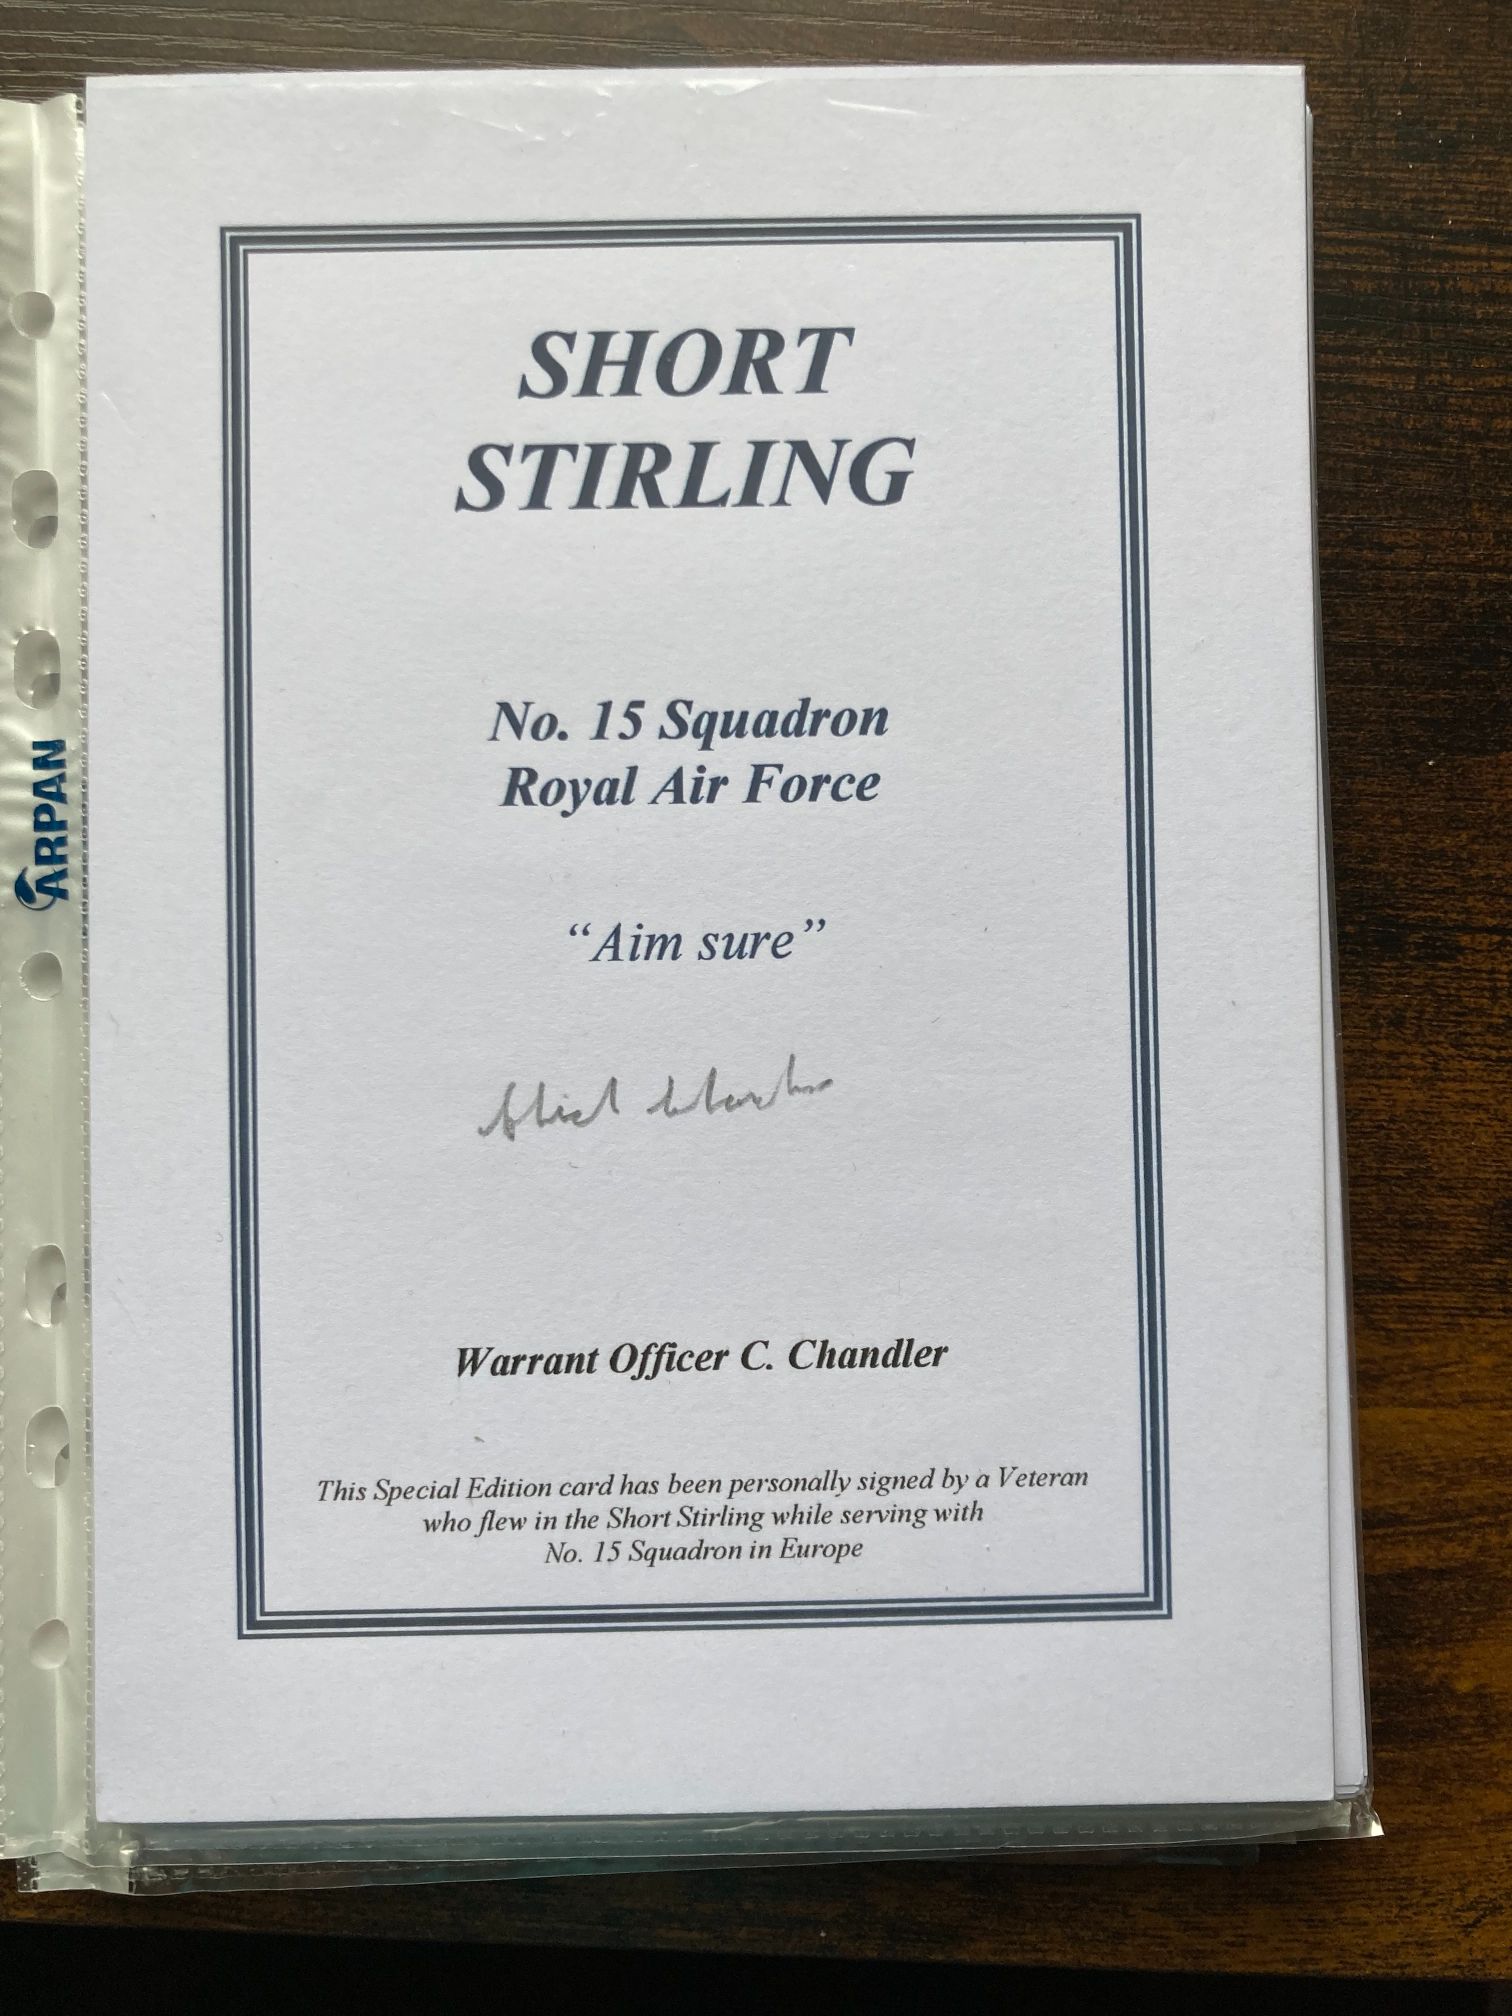 SHORT
STIRLING
No. 15 Squadron
Royal Air Force
“Aim sure”
Warrant Officer C. Chandler
This Special Edition card has been personally signed by a Veteran
who flew in the Short Stirling while serving with
No. 15 Squadron in Europe
ARPAN